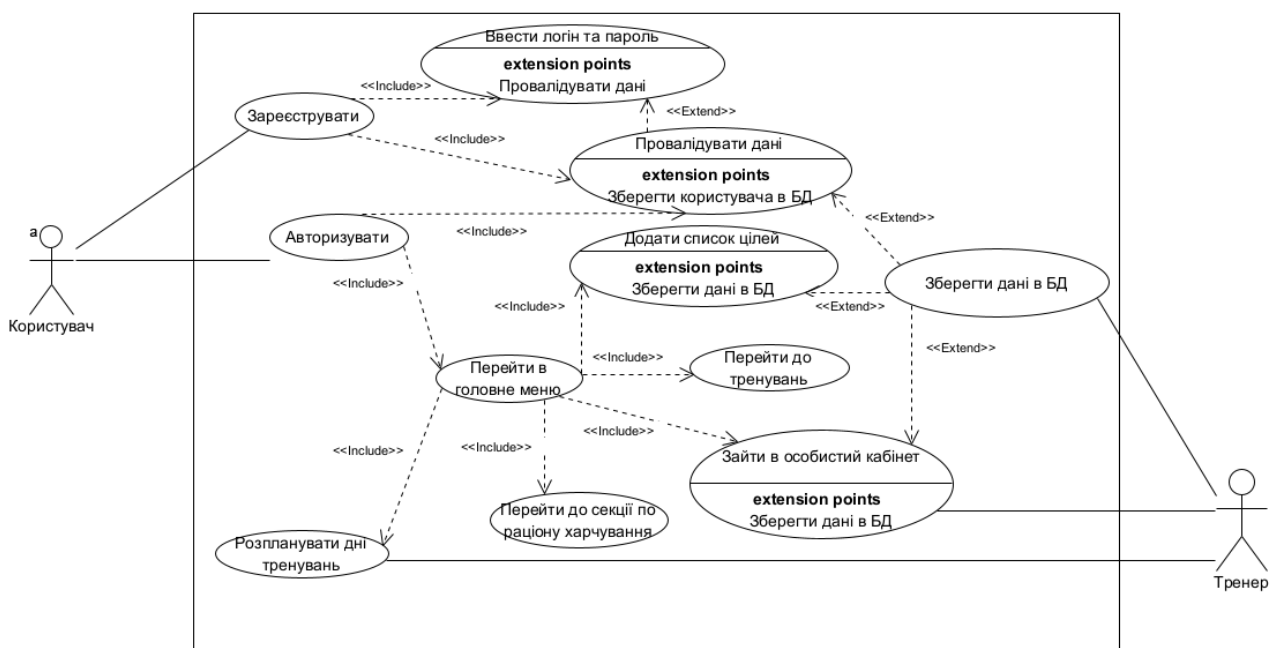 Ввести логін та пароль
extension points
Провалідувати дані
<<Include>>
<<Extend>>
Зареєструвати
<<Include>>
Провалідувати дані
extension points
Зберегти користувача в БД
<<Extend>>
a
Авторизувати
<<Include>>
Додати список цілей
extension points
Зберегти дані в БД
Зберегти дані в БД
<<Include>>
<<Include>>
<<Extend>>
Користувач
<<Extend>>
Перейти в
головне меню
<<Include>>
Перейти до
тренувань
<<Include>>
<<Include>>
<<Include>>
Зайти в особистий кабінет
extension points
Зберегти дані в БД
Перейти до секції по
раціону харчування
Розпланувати дні
тренувань
Тренер